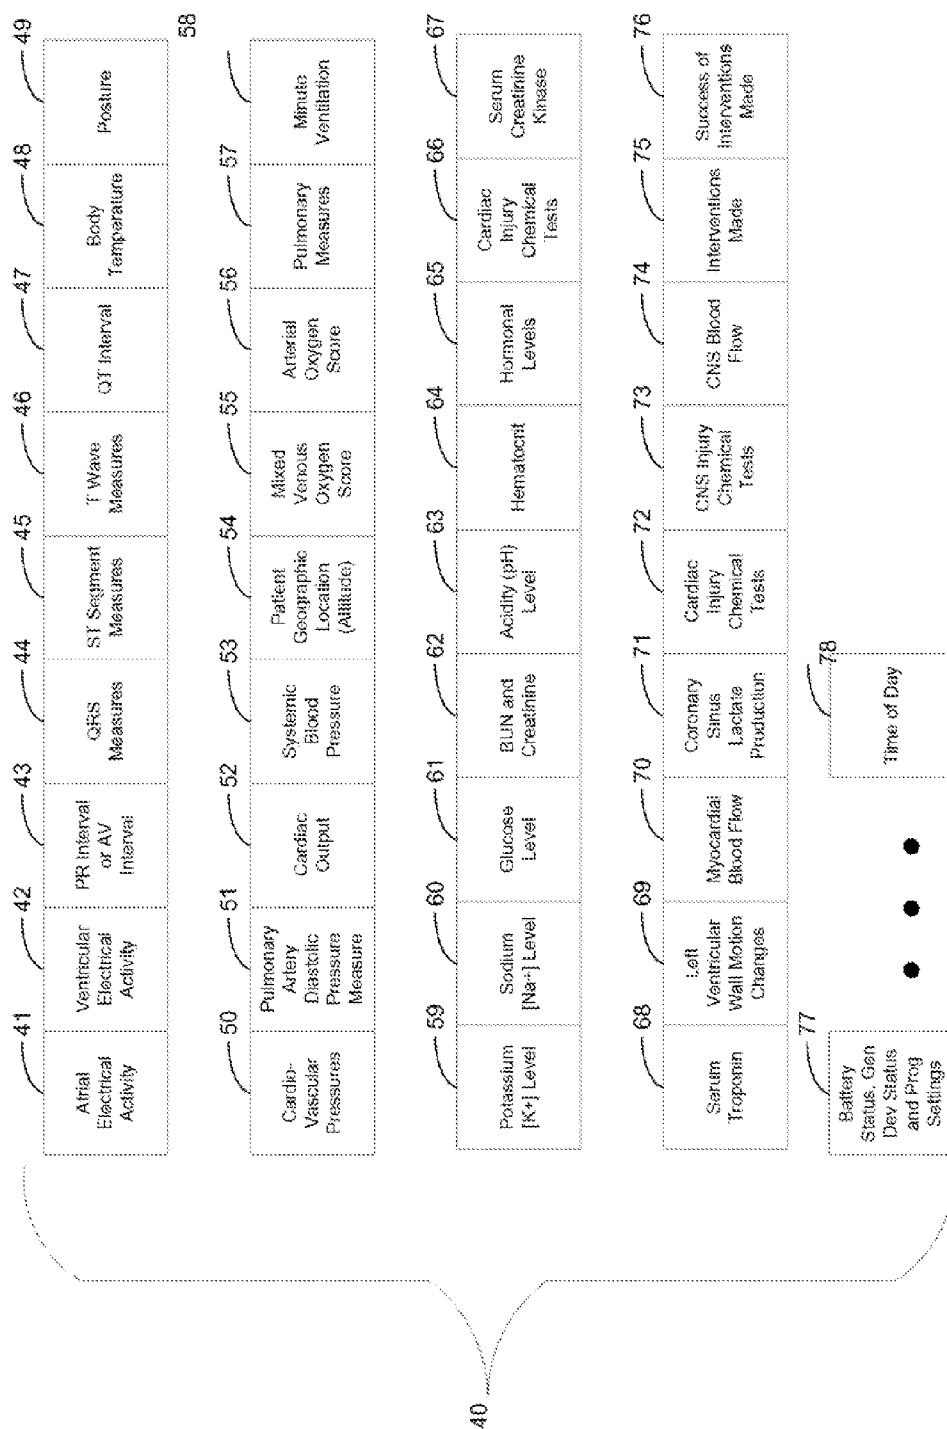 41
42
43
44
45
46
47
48
49
Atrial
Electrical
Activity
Ventricular
Electrical
Activity
PR Interval
or AV
Interval
QRS
Measures
ST Segment
Measures
T Wave
Measures
QT Interval
Body
Temperature
Posture
50
51
52
53
54
55
56
57
58
Cardio-
Vascular
Pressures
Pulmonary
Artery
Diastolic
Pressure
Measure
Cardiac
Output
Systemic
Blood
Pressure
Patient
Geographic
Location
(Altitude)
Mixed
Venous
Oxygen
Score
Arterial
Oxygen
Score
Pulmonary
Measures
Minute
Ventilation
59
60
61
62
63
64
65
66
67
Potassium
[K+] Level
Sodium
[Na+] Level
Glucose
Level
BUN and
Creatinine
Acidity (pH)
Level
Hematocrit
Hormonal
Levels
Cardiac
Injury
Chemical
Tests
Serum
Creatinine
Kinase
68
69
70
71
72
73
74
75
76
Serum
Troponin
Left
Ventricular
Wall Motion
Changes
Myocardial
Blood Flow
Coronary
Sinus
Lactate
Production
Cardiac
Injury
Chemical
Tests
CNS Injury
Chemical
Tests
CNS Blood
Flow
Interventions
Made
Success of
Interventions
Made
77
78
Battery
Status, Gen
Dev Status
and Prog
Settings
Time of Day
40